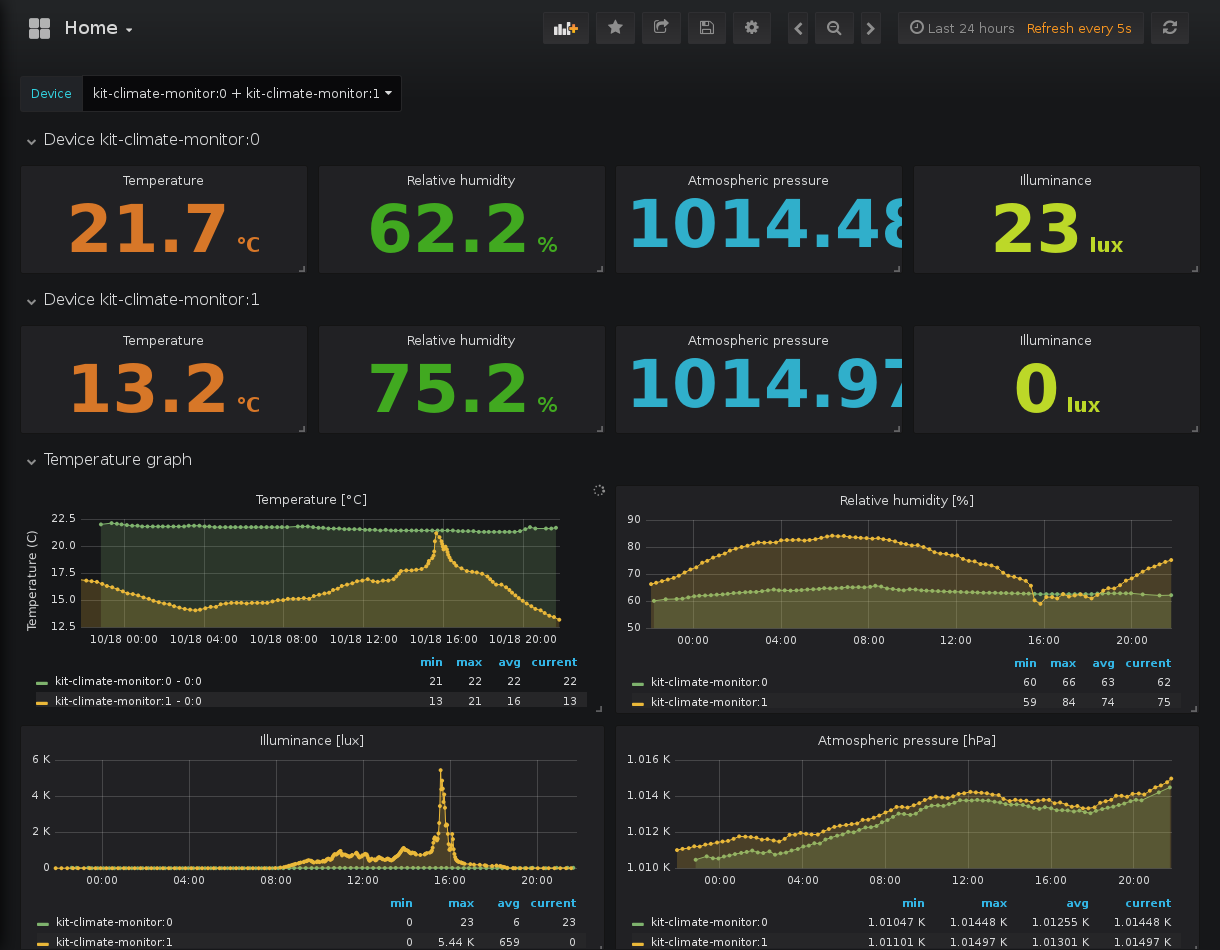 Home
Last 24 hours Refresh every 5s
Device kit-climate-monitor:0 + kit-climate-monitor:1
Device kit-climate-monitor:0
Temperature Relative humidity Atmospheric pressure Illuminance
21.7 °C 62.2 % 1014.48 23 lux
Device kit-climate-monitor:1
Temperature Relative humidity Atmospheric pressure Illuminance
13.2 °C 75.2 % 1014.97 0 lux
Temperature graph
Temperature [°C]
Temperature (C)
22.5
20.0
17.5
15.0
12.5
10/18 00:00 10/18 04:00 10/18 08:00 10/18 12:00 10/18 16:00 10/18 20:00
min max avg current
kit-climate-monitor:0 - 0:0 21 22 22 22
kit-climate-monitor:1 - 0:0 13 21 16 13
Relative humidity [%]
90
80
70
60
50
00:00 04:00 08:00 12:00 16:00 20:00
min max avg current
kit-climate-monitor:0 60 66 63 62
kit-climate-monitor:1 59 84 74 75
Illuminance [lux]
6 K
4 K
2 K
0
00:00 04:00 08:00 12:00 16:00 20:00
min max avg current
kit-climate-monitor:0 0 23 6 23
kit-climate-monitor:1 0 5.44 K 659 0
Atmospheric pressure [hPa]
1.016 K
1.014 K
1.012 K
1.010 K
00:00 04:00 08:00 12:00 16:00 20:00
min max avg current
kit-climate-monitor:0 1.01047 K 1.01448 K 1.01255 K 1.01448 K
kit-climate-monitor:1 1.01101 K 1.01497 K 1.01301 K 1.01497 K